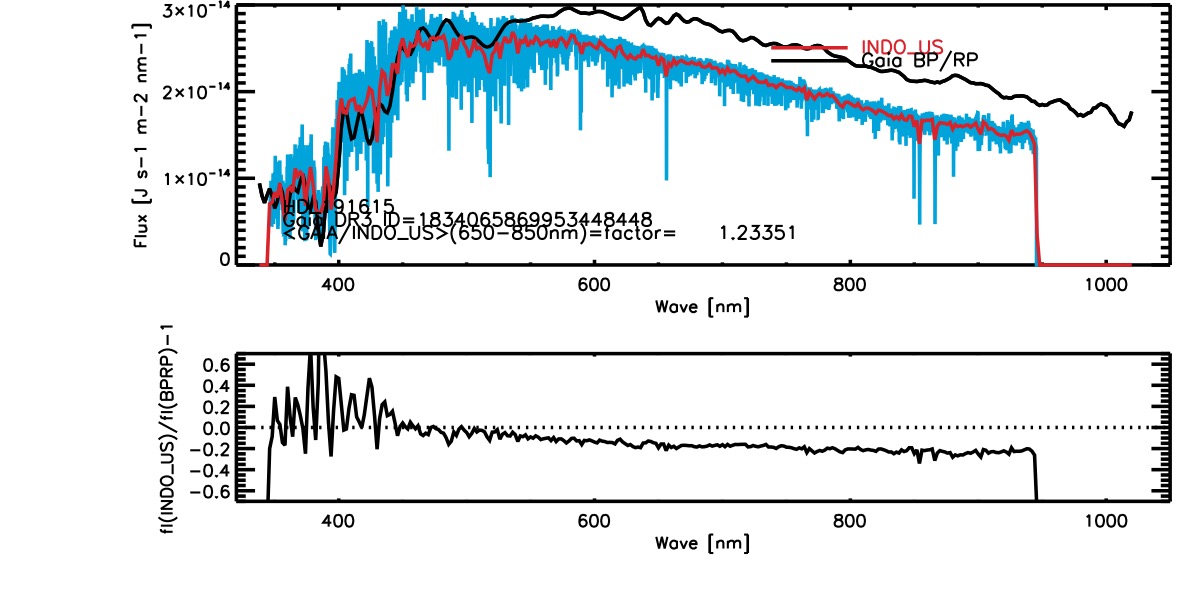 3×10⁻¹⁴
2×10⁻¹⁴
1×10⁻¹⁴
0
Flux [J s−1 m−2 nm−1]
INDO_US
Gaia BP/RP
HD 191615
Gaia DR3 ID=1834065869953448448
<GAIA/INDO_US>(650−850nm)=factor= 1.23351
400 600 800 1000
Wave [nm]
fl(INDO_US)/fl(BPRP)−1
0.6
0.4
0.2
0.0
−0.2
−0.4
−0.6
400 600 800 1000
Wave [nm]